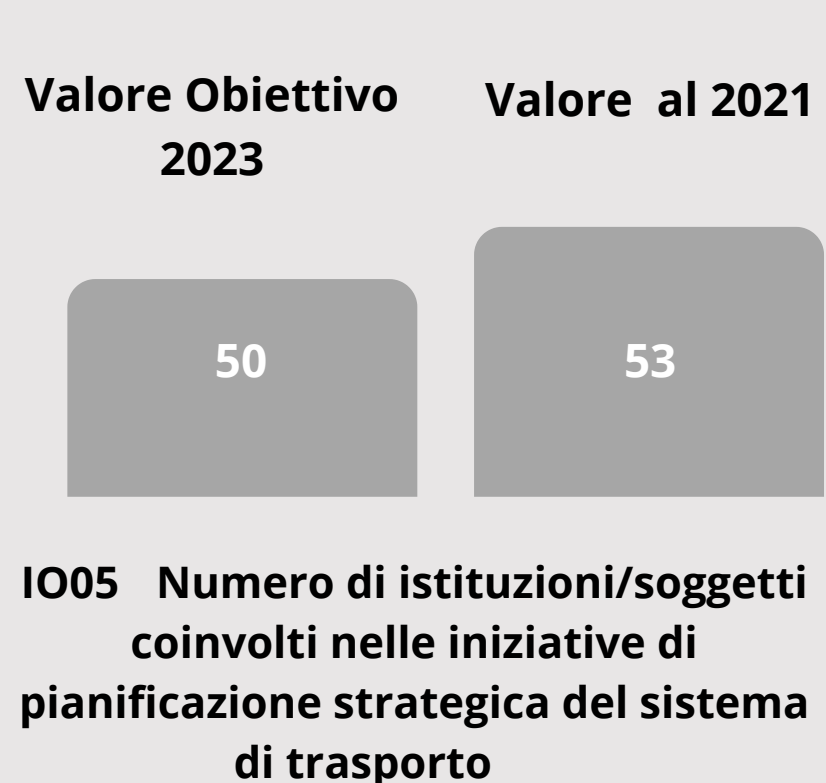 Valore Obiettivo
2023
Valore  al 2021
50
53
IO05   Numero di istituzioni/soggetti
coinvolti nelle iniziative di
pianificazione strategica del sistema
di trasporto